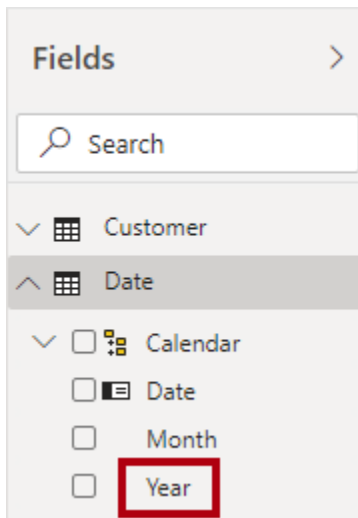 Fields
Search
Customer
Date
Calendar
Date
Month
Year